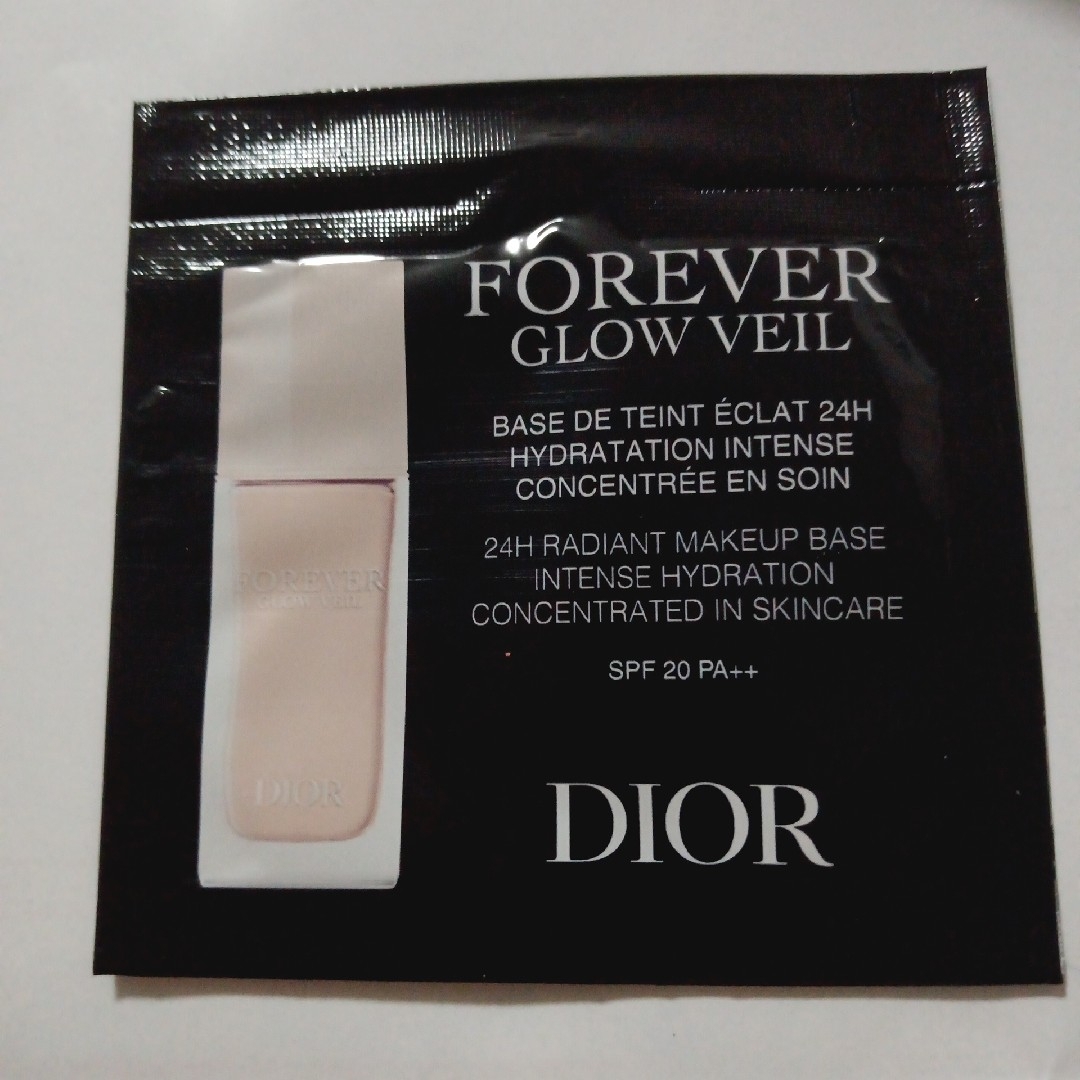 FOREVER
GLOW VEIL
BASE DE TEINT ÉCLAT 24H
HYDRATATION INTENSE
CONCENTRÉE EN SOIN
24H RADIANT MAKEUP BASE
INTENSE HYDRATION
CONCENTRATED IN SKINCARE
SPF 20 PA++
DIOR
FOREVER
GLOW VEIL
DIOR